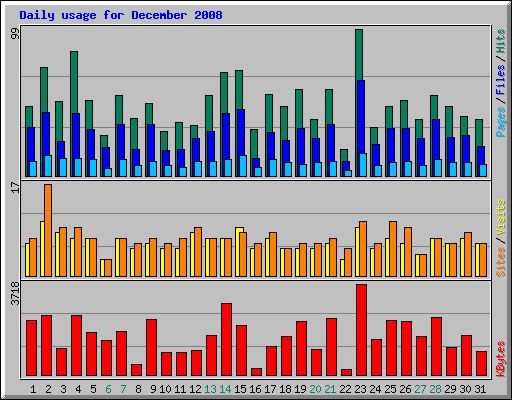 Daily usage for December 2008
99
Pages / Files / Hits
17
Sites / Visits
3718
KBytes
1 2 3 4 5 6 7 8 9 10 11 12 13 14 15 16 17 18 19 20 21 22 23 24 25 26 27 28 29 30 31